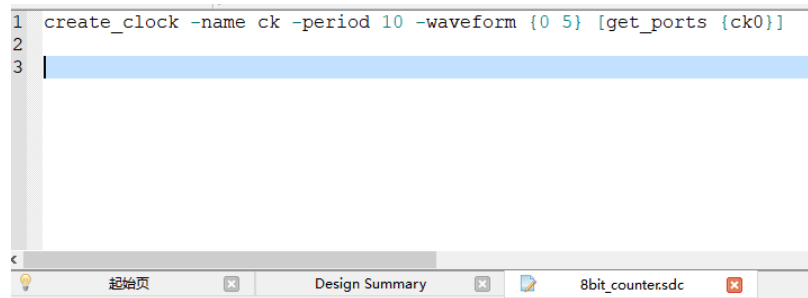 1 create_clock -name ck -period 10 -waveform {0 5} [get_ports {ck0}]
2
3
起始页 Design Summary 8bit_counter.sdc